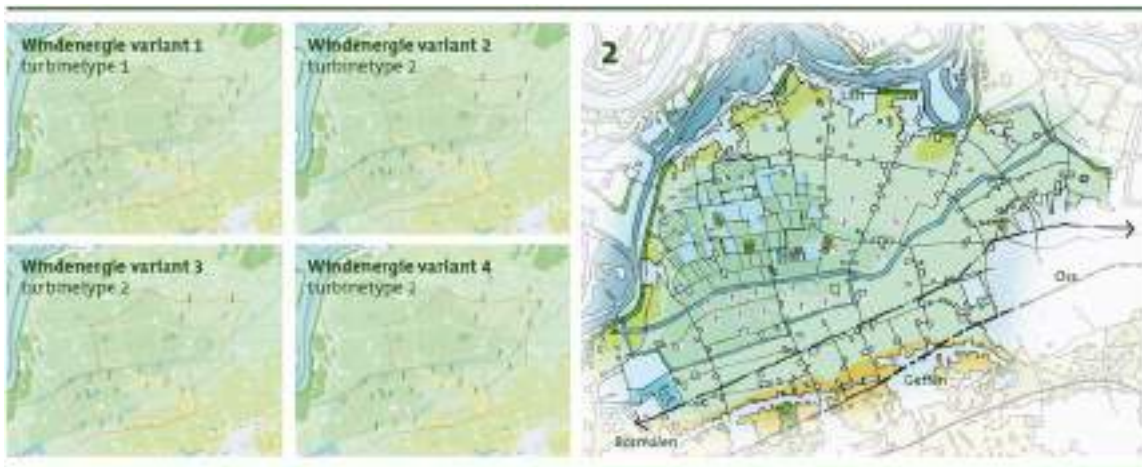 Windenergie variant 1
turbinetype 1
Windenergie variant 2
turbinetype 2
Windenergie variant 3
turbinetype 2
Windenergie variant 4
turbinetype 2
2
Oss
Geffen
Rosmalen